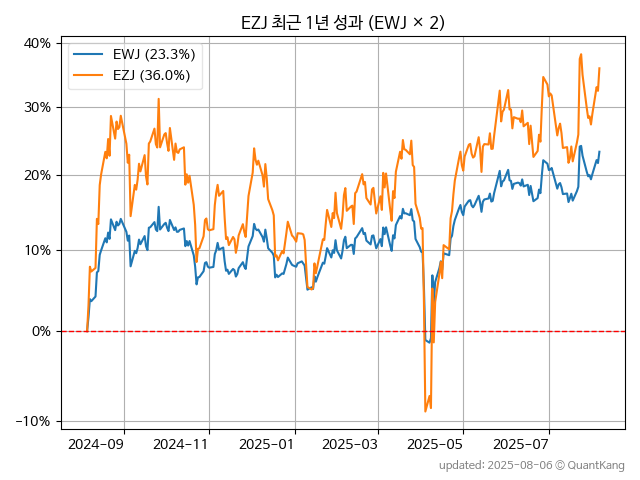 EZJ 최근 1년 성과 (EWJ × 2)
EWJ (23.3%)
EZJ (36.0%)
40%
30%
20%
10%
0%
−10%
2024-09 2024-11 2025-01 2025-03 2025-05 2025-07
updated: 2025-08-06 © QuantKang